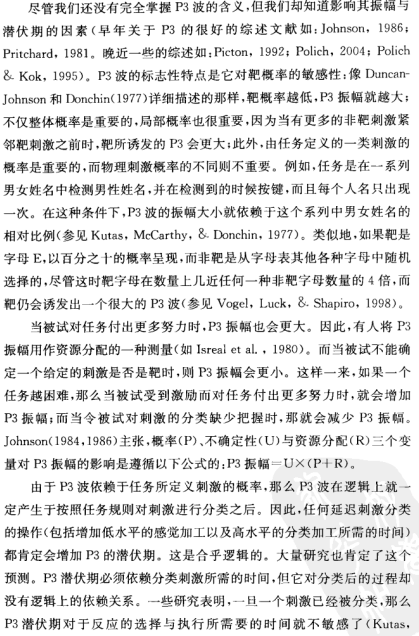 尽管我们还没有完全掌握 P3 波的含义,但我们却知道影响其振幅与
潜伏期的因素(早年关于 P3 的很好的综述文献如:Johnson, 1986;
Pritchard, 1981。晚近一些的综述如:Picton, 1992; Polich, 2004; Polich
& Kok, 1995)。P3 波的标志性特点是它对靶概率的敏感性:像 Duncan-
Johnson 和 Donchin(1977)详细描述的那样,靶概率越低,P3 振幅就越大;
不仅整体概率是重要的,局部概率也很重要,因为当有更多的非靶刺激紧
邻靶刺激之前时,靶所诱发的 P3 会更大;此外,由任务定义的一类刺激的
概率是重要的,而物理刺激概率的不同则不重要。例如,任务是在一系列
男女姓名中检测男性姓名,并在检测到的时候按键,而且每个人名只出现
一次。在这种条件下,P3 波的振幅大小就依赖于这个系列中男女姓名的
相对比例(参见 Kutas, McCarthy, & Donchin, 1977)。类似地,如果靶是
字母 E,以百分之十的概率呈现,而非靶是从字母表其他各种字母中随机
选择的,尽管这时靶字母在数量上几近任何一种非靶字母数量的 4 倍,而
靶仍会诱发出一个很大的 P3 波(参见 Vogel, Luck, & Shapiro, 1998)。
当被试对任务付出更多努力时,P3 振幅也会更大。因此,有人将 P3
振幅用作资源分配的一种测量(如 Isreal et al. , 1980)。而当被试不能确
定一个给定的刺激是否是靶时,则 P3 振幅会更小。这样一来,如果一个
任务越困难,那么当被试受到激励而对任务付出更多努力时,就会增加
P3 振幅;而当令被试对刺激的分类缺少把握时,那就会减少 P3 振幅。
Johnson(1984,1986)主张,概率(P)、不确定性(U)与资源分配(R)三个变
量对 P3 振幅的影响是遵循以下公式的:P3 振幅=U×(P+R)。
由于 P3 波依赖于任务所定义刺激的概率,那么 P3 波在逻辑上就一
定产生于按照任务规则对刺激进行分类之后。因此,任何延迟刺激分类
的操作(包括增加低水平的感觉加工以及高水平的分类加工所需的时间)
都肯定会增加 P3 的潜伏期。这是合乎逻辑的。大量研究也肯定了这个
预测。P3 潜伏期必须依赖分类刺激所需的时间,但它对分类后的过程却
没有逻辑上的依赖关系。一些研究表明,一旦一个刺激已经被分类,那么
P3 潜伏期对于反应的选择与执行所需要的时间就不敏感了(Kutas,